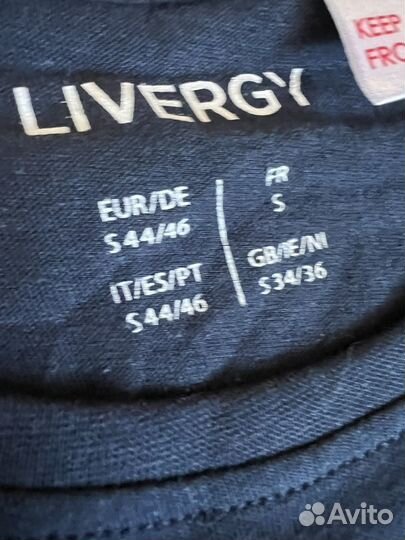 KEEP
FRO
LIVERGY
EUR/DE
S 44/46
FR
S
IT/ES/PT
S 44/46
GB/IE/NI
S 34/36
Avito